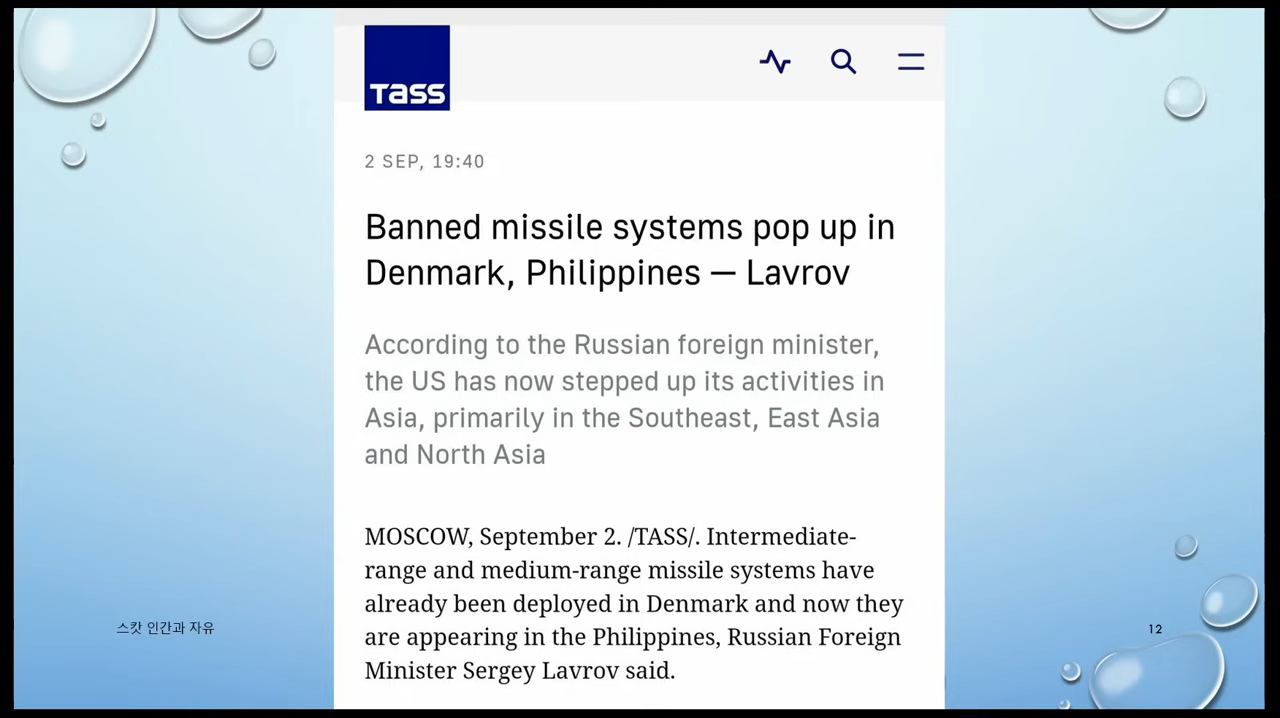 TASS
2 SEP, 19:40
Banned missile systems pop up in
Denmark, Philippines — Lavrov
According to the Russian foreign minister,
the US has now stepped up its activities in
Asia, primarily in the Southeast, East Asia
and North Asia
MOSCOW, September 2. /TASS/. Intermediate-
range and medium-range missile systems have
already been deployed in Denmark and now they
are appearing in the Philippines, Russian Foreign
Minister Sergey Lavrov said.
스캇 인간과 자유
12